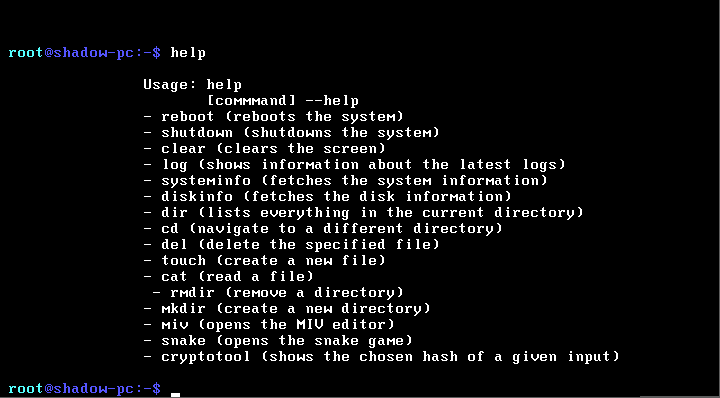 root@shadow-pc:~$ help
Usage: help
[commmand] --help
- reboot (reboots the system)
- shutdown (shutdowns the system)
- clear (clears the screen)
- log (shows information about the latest logs)
- systeminfo (fetches the system information)
- diskinfo (fetches the disk information)
- dir (lists everything in the current directory)
- cd (navigate to a different directory)
- del (delete the specified file)
- touch (create a new file)
- cat (read a file)
- rmdir (remove a directory)
- mkdir (create a new directory)
- miv (opens the MIV editor)
- snake (opens the snake game)
- cryptotool (shows the chosen hash of a given input)
root@shadow-pc:~$